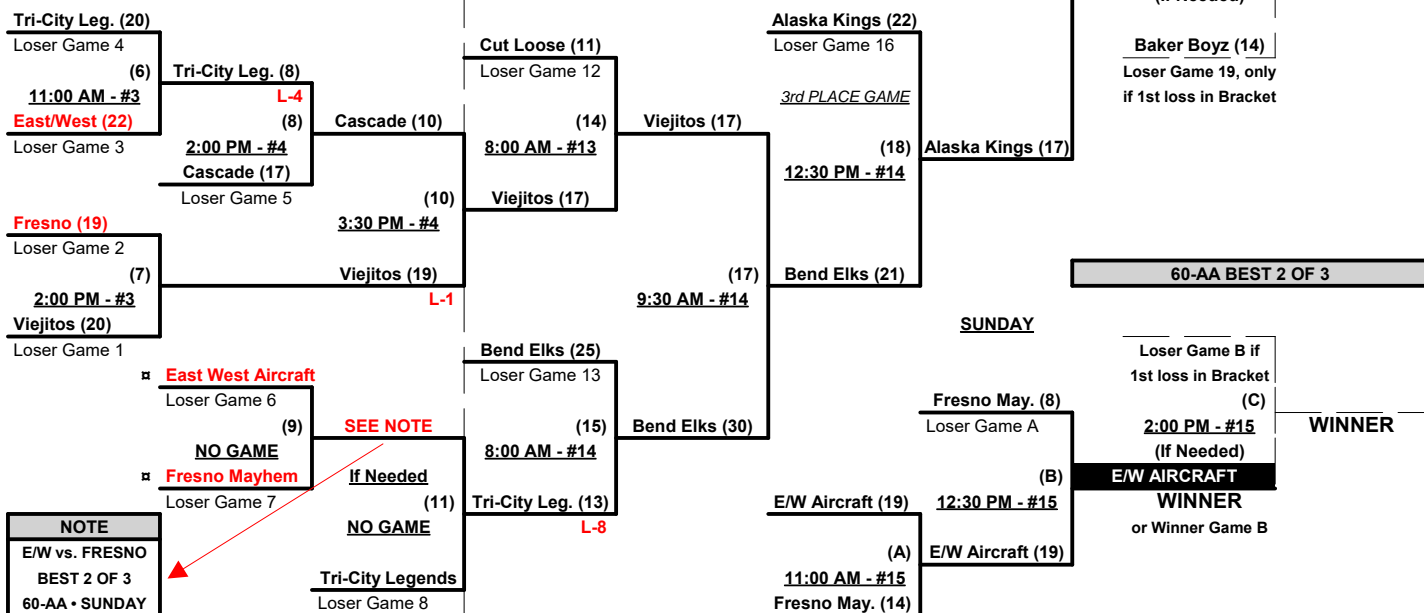 (If Needed)
Tri-City Leg. (20)
Loser Game 4
(6)
11:00 AM - #3
East/West (22)
Loser Game 3
Tri-City Leg. (8)
L-4
(8)
2:00 PM - #4
Cascade (17)
Loser Game 5
Cascade (10)
(10)
3:30 PM - #4
Fresno (19)
Loser Game 2
(7)
2:00 PM - #3
Viejitos (20)
Loser Game 1
Viejitos (19)
L-1
Cut Loose (11)
Loser Game 12
(14)
8:00 AM - #13
Viejitos (17)
Viejitos (17)
(17)
9:30 AM - #14
Alaska Kings (22)
Loser Game 16
3rd PLACE GAME
(18)
12:30 PM - #14
Alaska Kings (17)
Bend Elks (21)
Baker Boyz (14)
Loser Game 19, only
if 1st loss in Bracket
¤ East West Aircraft
Loser Game 6
(9)
NO GAME
¤ Fresno Mayhem
Loser Game 7
SEE NOTE
If Needed
(11)
NO GAME
Tri-City Legends
Loser Game 8
Bend Elks (25)
Loser Game 13
(15)
8:00 AM - #14
Tri-City Leg. (13)
L-8
Bend Elks (30)
NOTE
E/W vs. FRESNO
BEST 2 OF 3
60-AA • SUNDAY
60-AA BEST 2 OF 3
SUNDAY
E/W Aircraft (19)
(A)
11:00 AM - #15
Fresno May. (14)
Fresno May. (8)
Loser Game A
(B)
12:30 PM - #15
E/W Aircraft (19)
Loser Game B if
1st loss in Bracket
(C)
2:00 PM - #15
(If Needed)
E/W AIRCRAFT
WINNER
or Winner Game B
WINNER